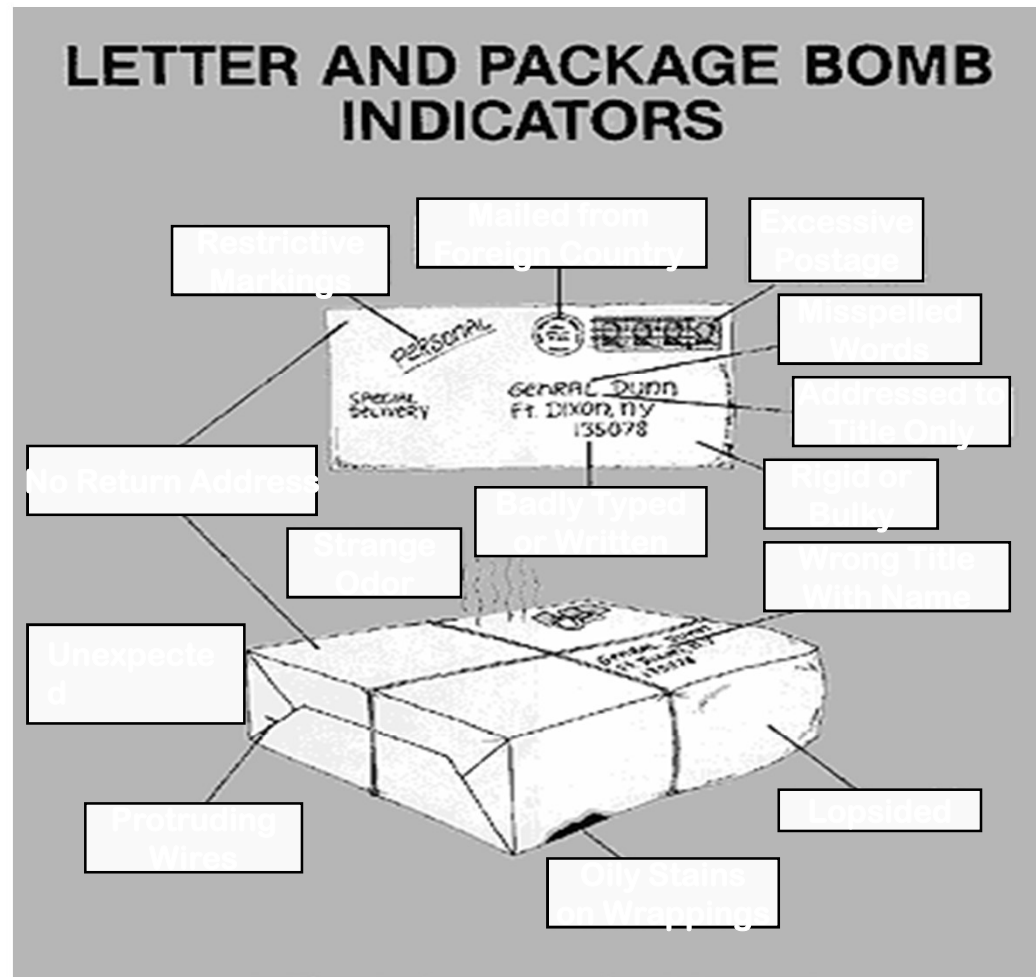 LETTER AND PACKAGE BOMB
INDICATORS
Mailed from
Foreign Country
Excessive
Postage
Restrictive
Markings
Misspelled
Words
PERSONAL
Addressed to
Title Only
SPECIAL
DELIVERY
GENRAL DUNN
Ft. DIXON, NY
135078
No Return Address
Badly Typed
or Written
Rigid or
Bulky
Strange
Odor
Wrong Title
With Name
Unexpecte
d
Protruding
Wires
Lopsided
Oily Stains
on Wrappings